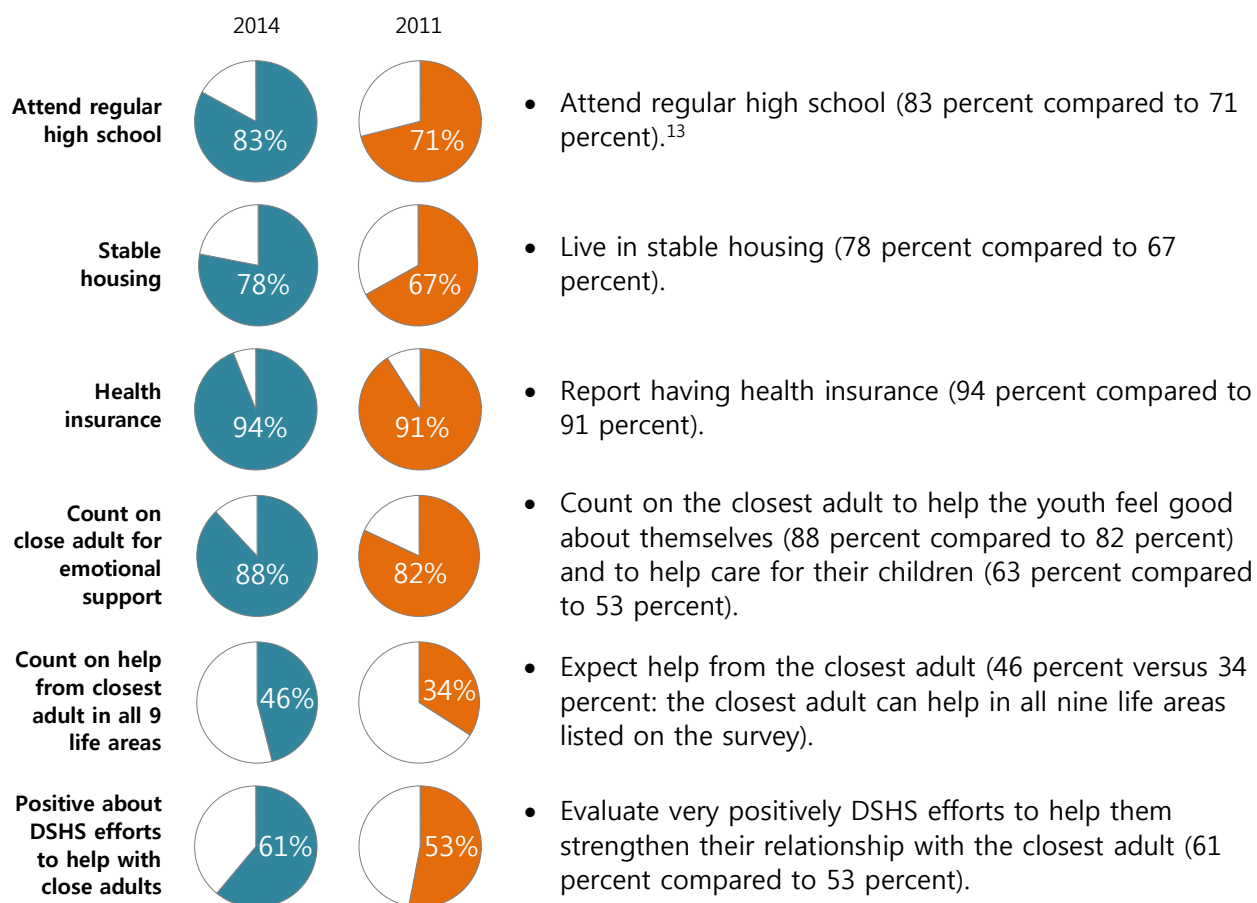 2014 2011
Attend regular
high school
83% 71%
• Attend regular high school (83 percent compared to 71
percent).13
Stable
housing
78% 67%
• Live in stable housing (78 percent compared to 67
percent).
Health
insurance
94% 91%
• Report having health insurance (94 percent compared to
91 percent).
Count on
close adult for
emotional
support
88% 82%
• Count on the closest adult to help the youth feel good
about themselves (88 percent compared to 82 percent)
and to help care for their children (63 percent compared
to 53 percent).
Count on help
from closest
adult in all 9
life areas
46% 34%
• Expect help from the closest adult (46 percent versus 34
percent: the closest adult can help in all nine life areas
listed on the survey).
Positive about
DSHS efforts
to help with
close adults
61% 53%
• Evaluate very positively DSHS efforts to help them
strengthen their relationship with the closest adult (61
percent compared to 53 percent).